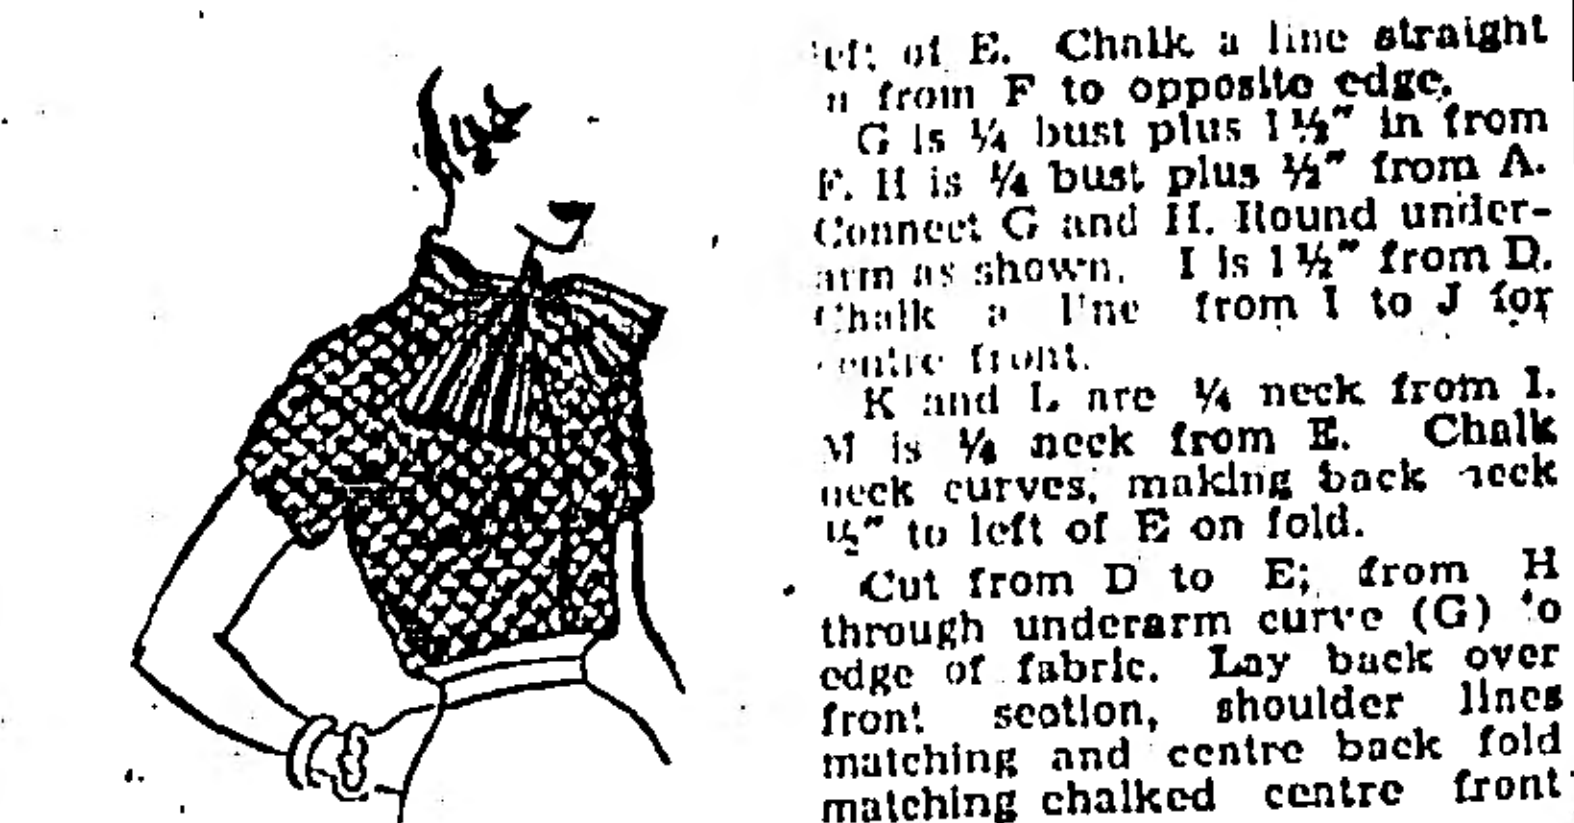 left of E. Chalk a line straight
from F to opposite edge.
G is ¼ bust plus 1½" in from
F. H is ¼ bust plus ½" from A.
Connect G and H. Round under-
arm as shown. I is 1½" from D.
Chalk a line from I to J for
centre front.
K and L are ¼ neck from I.
M is ¼ neck from E. Chalk
neck curves, making back neck
½" to left of E on fold.
Cut from D to E; from H
through underarm curve (G) to
edge of fabric. Lay back over
front section, shoulder lines
matching and centre back fold
matching chalked centre front